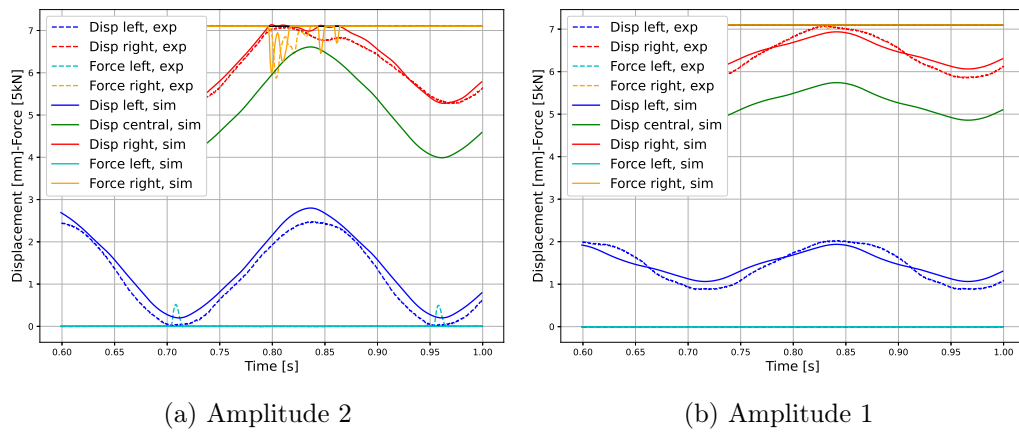 Displacement [mm]-Force [5kN]
7
6
5
4
3
2
1
0
Disp left, exp
Disp right, exp
Force left, exp
Force right, exp
Disp left, sim
Disp central, sim
Disp right, sim
Force left, sim
Force right, sim
0.60 0.65 0.70 0.75 0.80 0.85 0.90 0.95 1.00
Time [s]
(a) Amplitude 2
Displacement [mm]-Force [5kN]
7
6
5
4
3
2
1
0
Disp left, exp
Disp right, exp
Force left, exp
Force right, exp
Disp left, sim
Disp central, sim
Disp right, sim
Force left, sim
Force right, sim
0.60 0.65 0.70 0.75 0.80 0.85 0.90 0.95 1.00
Time [s]
(b) Amplitude 1